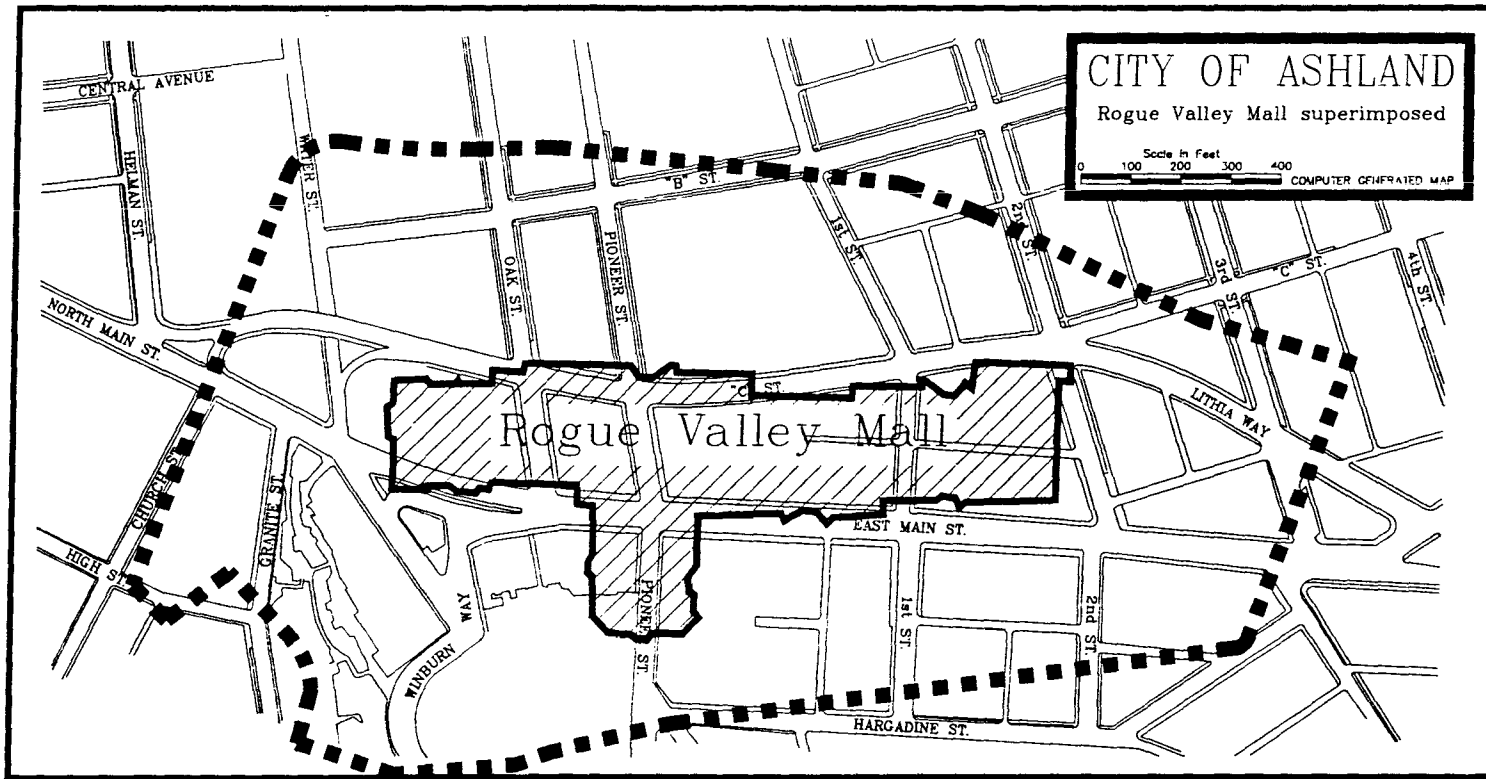 CITY OF ASHLAND
Rogue Valley Mall superimposed
Scale In Feet
0 100 200 300 400
COMPUTER GENERATED MAP
CENTRAL AVENUE
HELMAN ST.
WATER ST.
"B" ST.
1st ST.
2nd ST.
3rd ST.
"C" ST.
4th ST.
OAK ST.
PIONEER ST.
NORTH MAIN ST.
"C" ST.
LITHIA WAY
Rogue Valley Mall
CHURCH ST.
GRANITE ST.
EAST MAIN ST.
HIGH ST.
WINBURN WAY
PIONEER ST.
1st ST.
2nd ST.
HARGADINE ST.